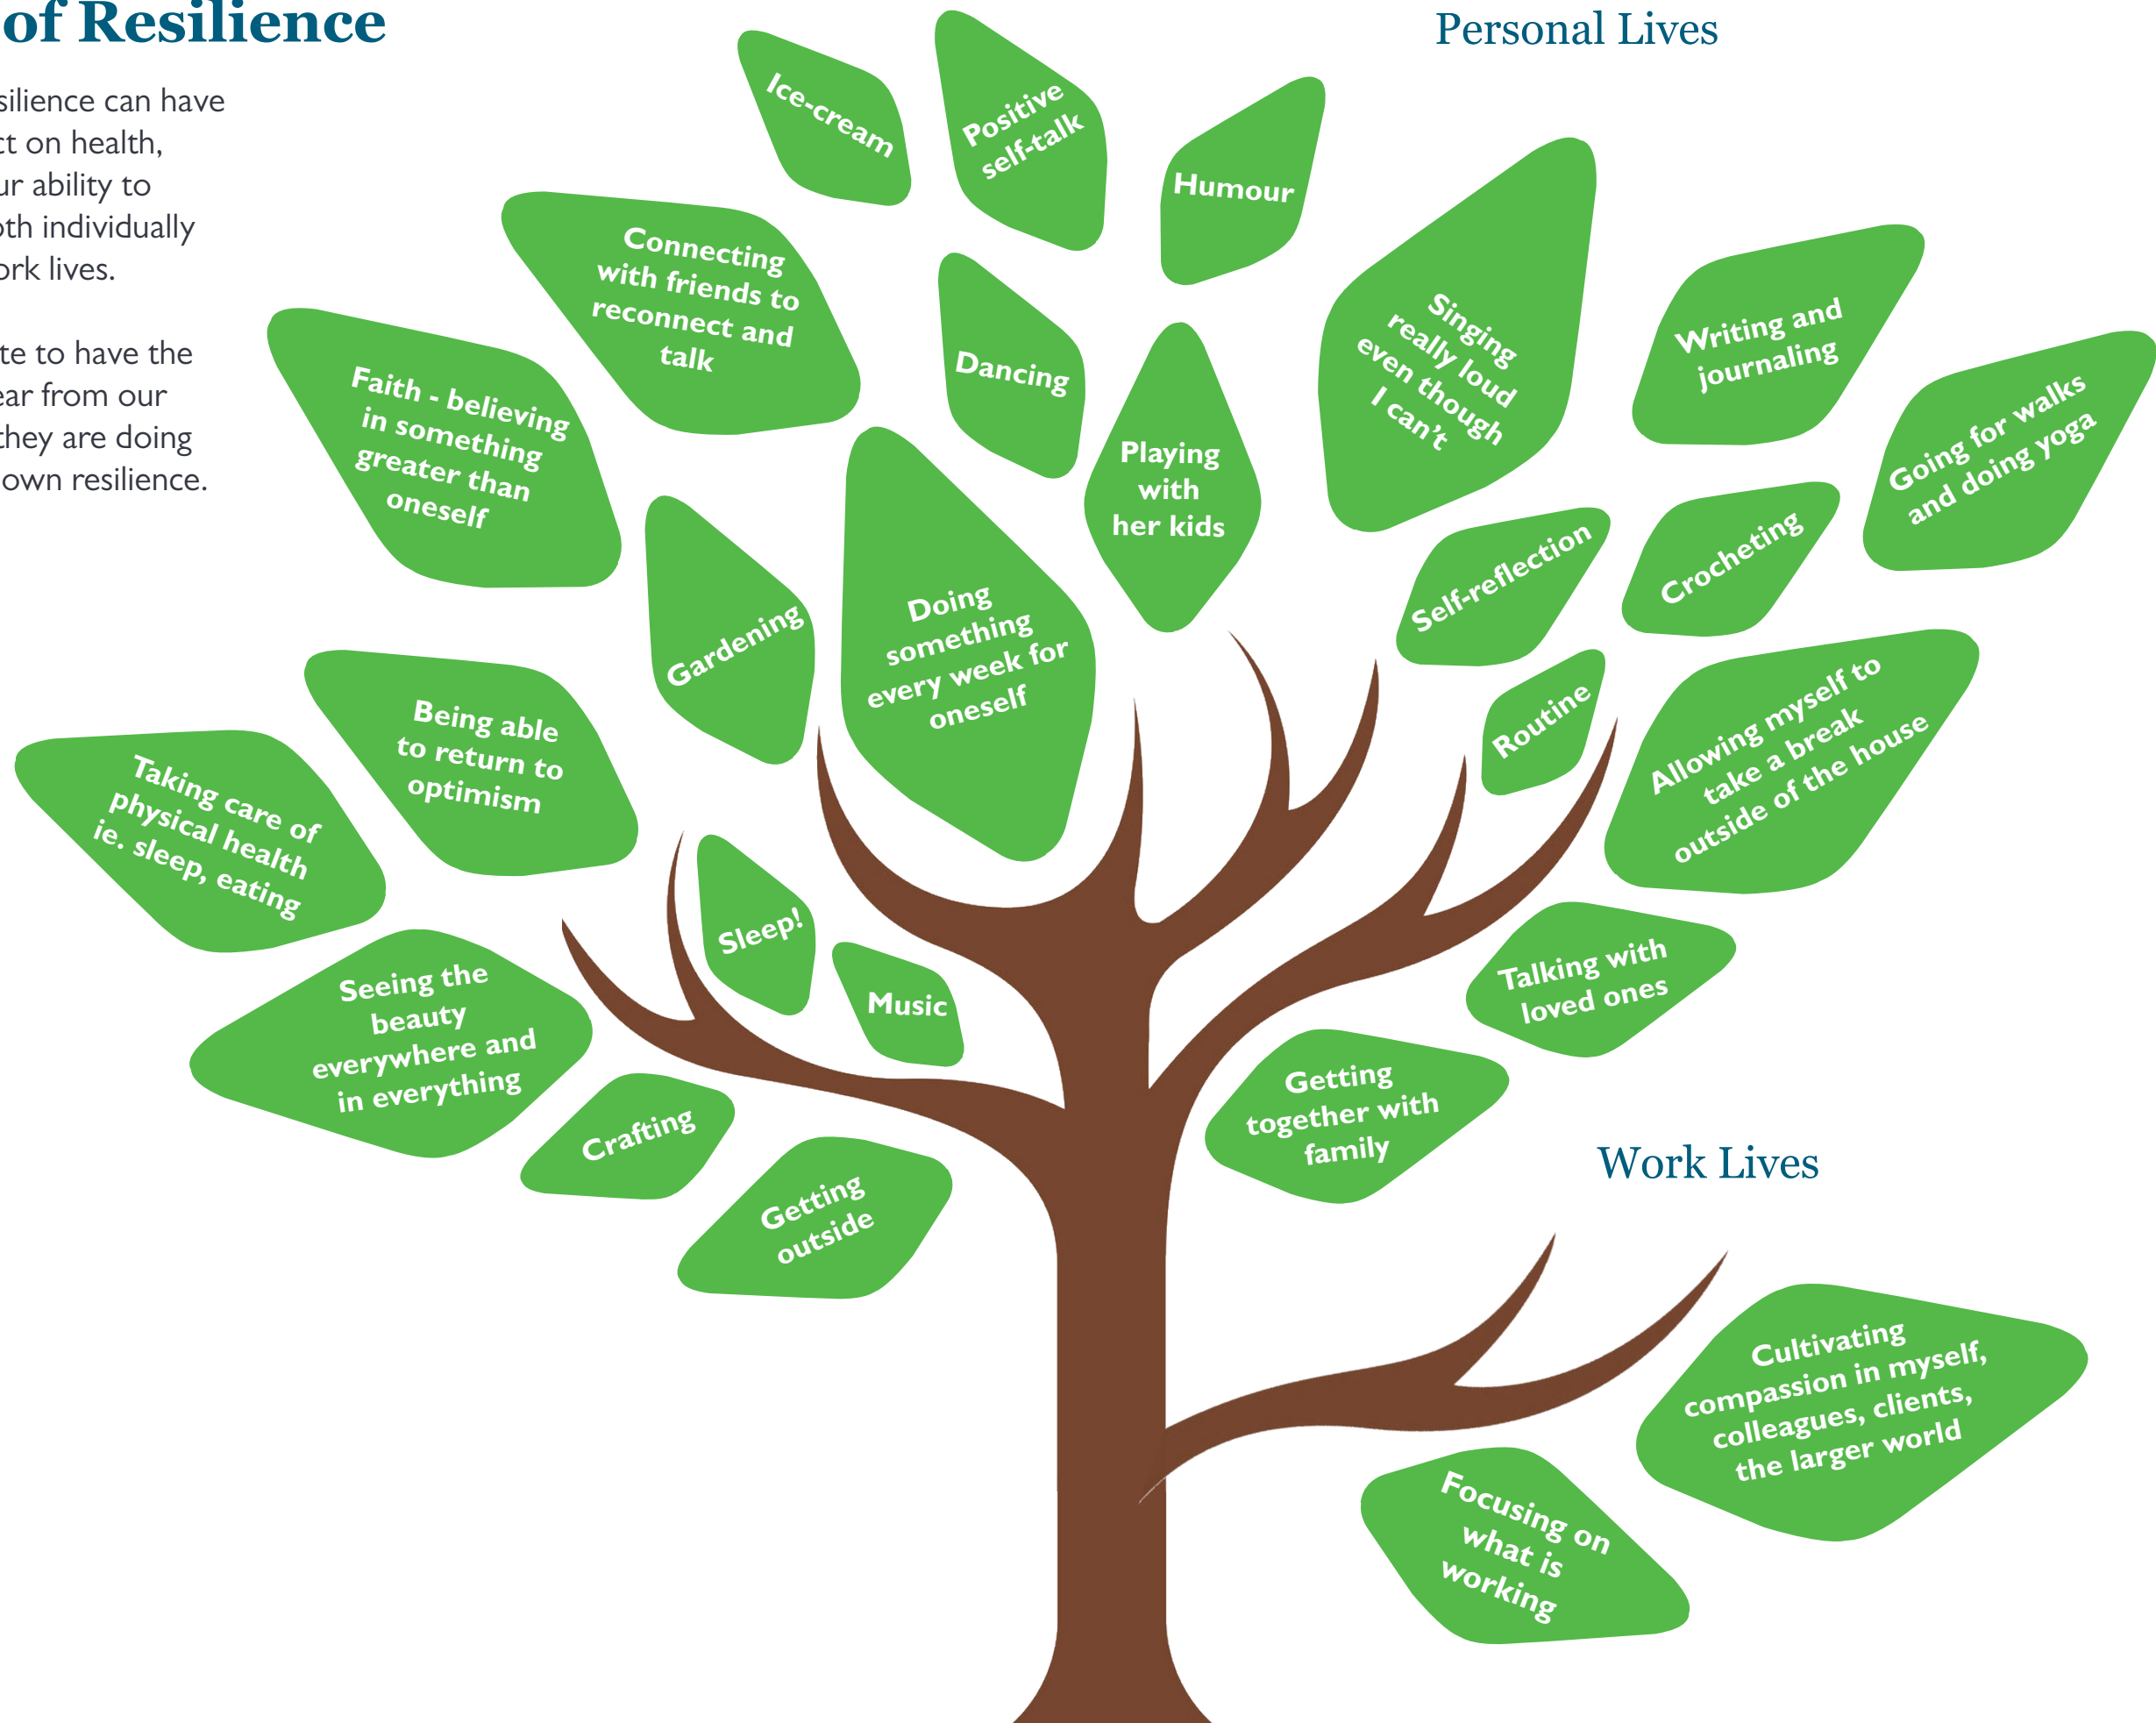 of Resilience
silience can have
ct on health,
ur ability to
oth individually
ork lives.
te to have the
ear from our
they are doing
own resilience.
Personal Lives
Ice-cream
Positive
self-talk
Humour
Connecting
with friends to
reconnect and
talk
Dancing
Singing
really loud
even though
I can't
Writing and
journaling
Going for walks
and doing yoga
Faith - believing
in something
greater than
oneself
Playing
with
her kids
Self-reflection
Crocheting
Gardening
Doing
something
every week for
oneself
Routine
Allowing myself to
take a break
outside of the house
Being able
to return to
optimism
Taking care of
physical health
ie. sleep, eating
Sleep!
Music
Talking with
loved ones
Seeing the
beauty
everywhere and
in everything
Crafting
Getting
together with
family
Getting
outside
Work Lives
Cultivating
compassion in myself,
colleagues, clients,
the larger world
Focusing on
what is
working